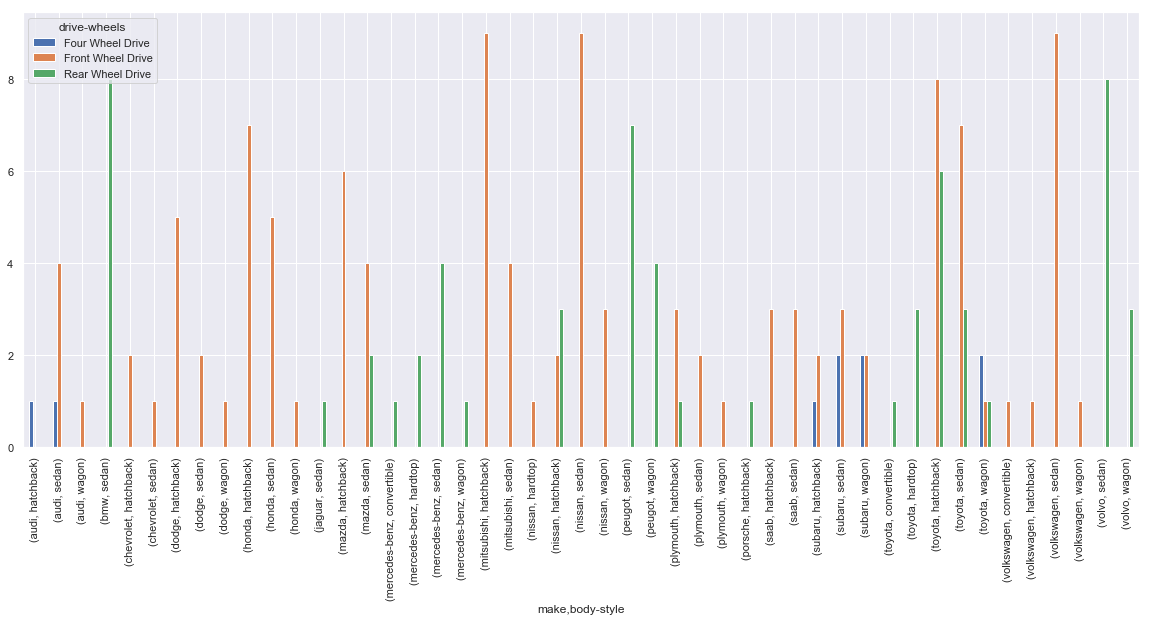 drive-wheels
Four Wheel Drive
Front Wheel Drive
Rear Wheel Drive
8
6
4
2
0
(audi, hatchback)
(audi, sedan)
(audi, wagon)
(bmw, sedan)
(chevrolet, hatchback)
(chevrolet, sedan)
(dodge, hatchback)
(dodge, sedan)
(dodge, wagon)
(honda, hatchback)
(honda, sedan)
(honda, wagon)
(jaguar, sedan)
(mazda, hatchback)
(mazda, sedan)
(mercedes-benz, convertible)
(mercedes-benz, hardtop)
(mercedes-benz, sedan)
(mercedes-benz, wagon)
(mitsubishi, hatchback)
(mitsubishi, sedan)
(nissan, hardtop)
(nissan, hatchback)
(nissan, sedan)
(nissan, wagon)
(peugot, sedan)
(peugot, wagon)
(plymouth, hatchback)
(plymouth, sedan)
(plymouth, wagon)
(porsche, hatchback)
(saab, hatchback)
(saab, sedan)
(subaru, hatchback)
(subaru, sedan)
(subaru, wagon)
(toyota, convertible)
(toyota, hardtop)
(toyota, hatchback)
(toyota, sedan)
(toyota, wagon)
(volkswagen, convertible)
(volkswagen, hatchback)
(volkswagen, sedan)
(volkswagen, wagon)
(volvo, sedan)
(volvo, wagon)
make,body-style